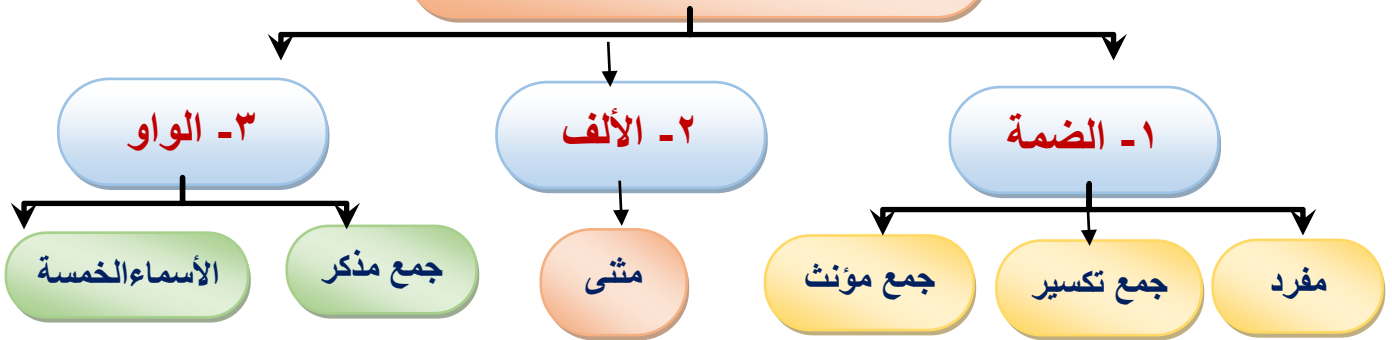 ١- الضمة
٢- الألف
٣- الواو
مفرد
جمع تكسير
جمع مؤنث
مثنى
جمع مذكر
الأسماءالخمسة